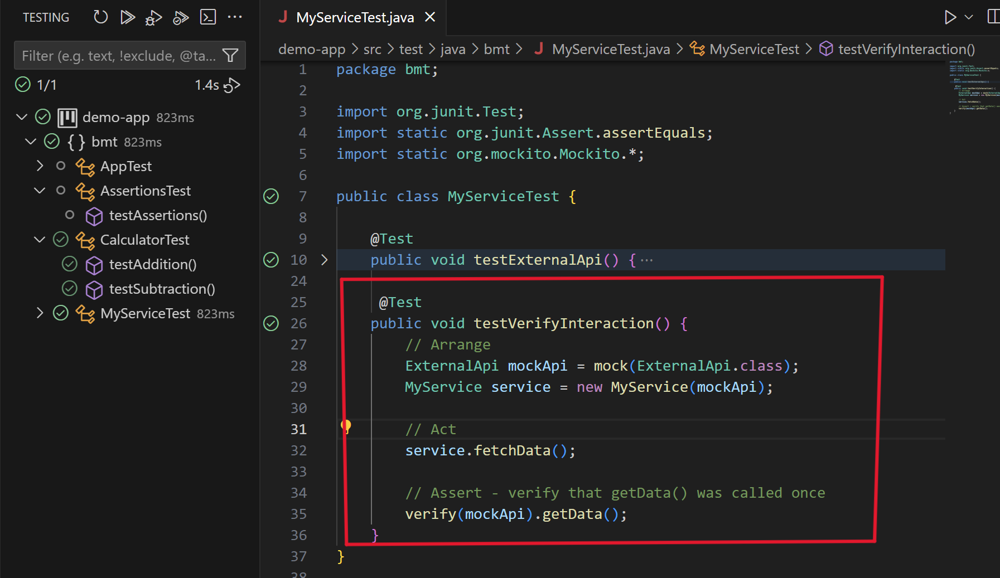 TESTING
Filter (e.g. text, !exclude, @ta...
1/1 1.4s
demo-app 823ms
{} bmt 823ms
AppTest
AssertionsTest
testAssertions()
CalculatorTest
testAddition()
testSubtraction()
MyServiceTest 823ms
J MyServiceTest.java
demo-app > src > test > java > bmt > J MyServiceTest.java > MyServiceTest > testVerifyInteraction()
1 package bmt;
2
3 import org.junit.Test;
4 import static org.junit.Assert.assertEquals;
5 import static org.mockito.Mockito.*;
6
7 public class MyServiceTest {
8
9 @Test
10 public void testExternalApi() { ...
24
25 @Test
26 public void testVerifyInteraction() {
27 // Arrange
28 ExternalApi mockApi = mock(ExternalApi.class);
29 MyService service = new MyService(mockApi);
30
31 // Act
32 service.fetchData();
33
34 // Assert - verify that getData() was called once
35 verify(mockApi).getData();
36 }
37 }
38